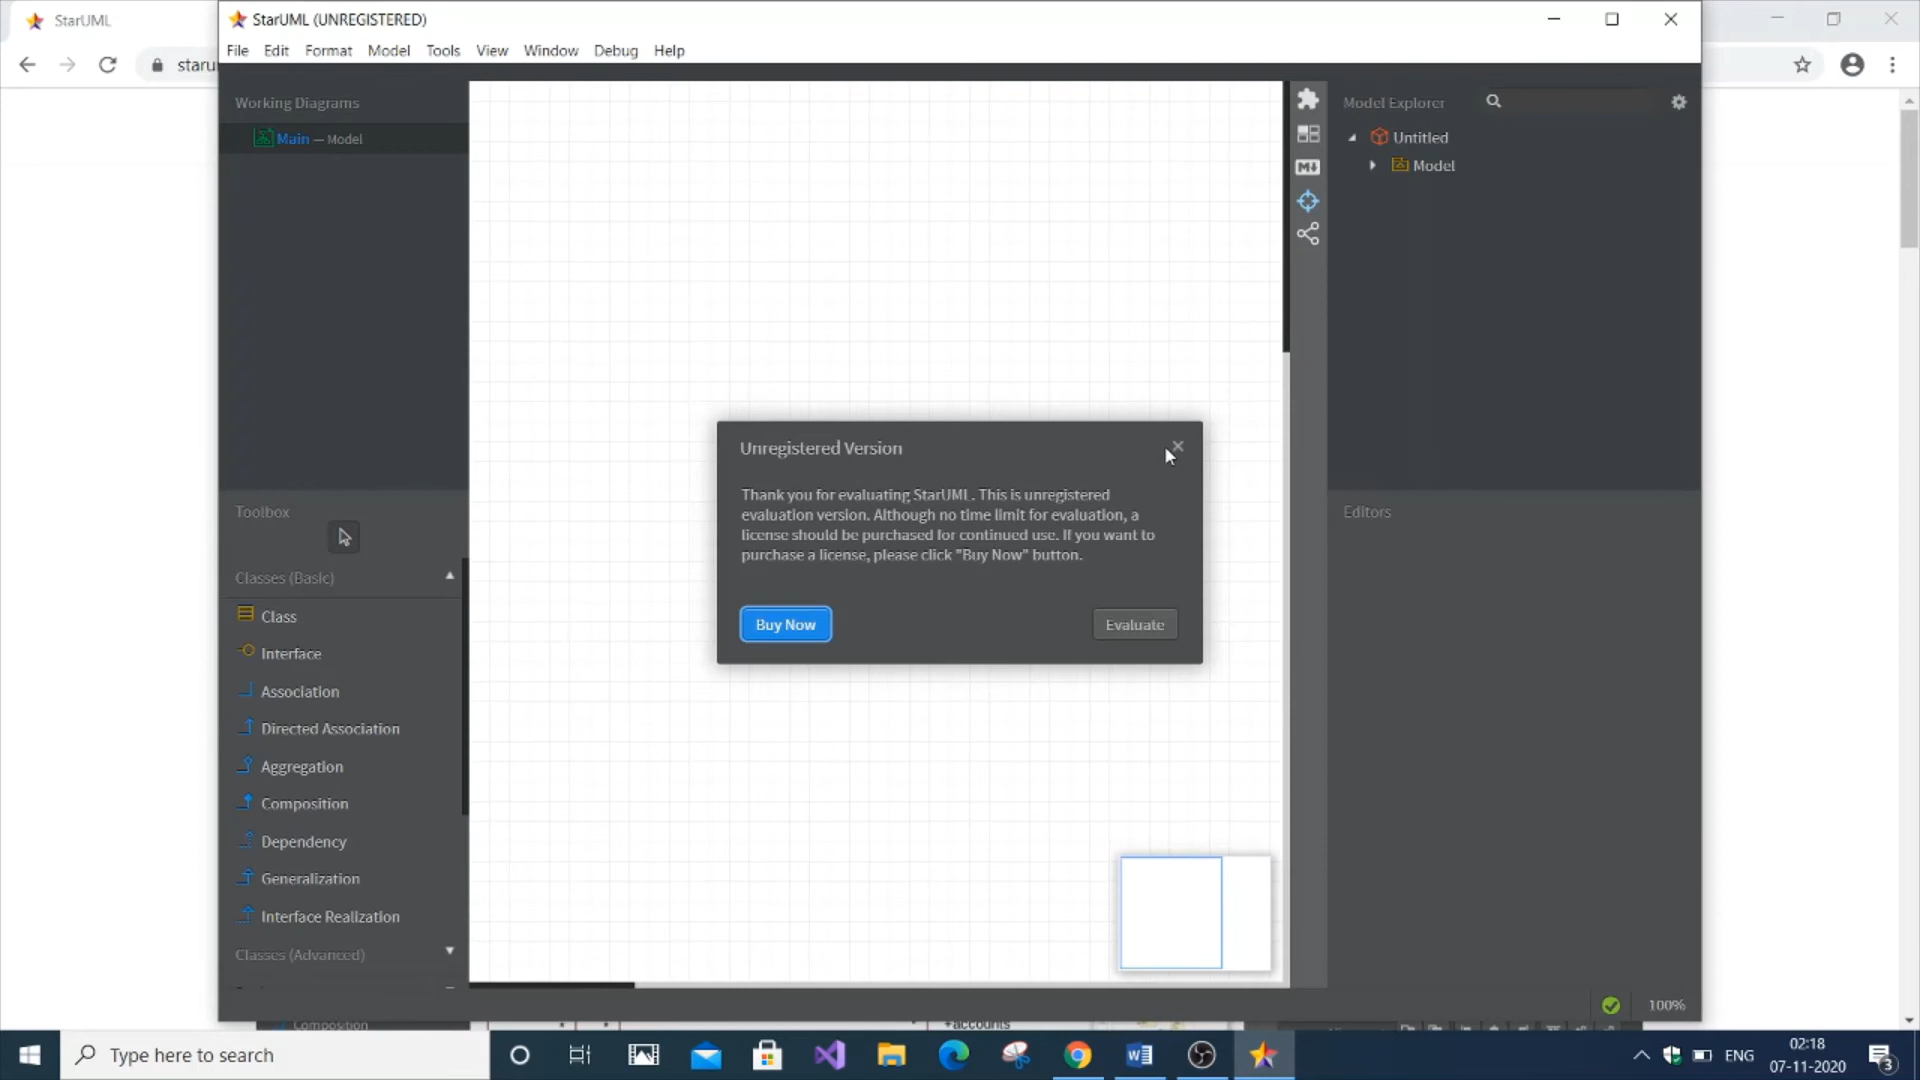 StarUML
staru
StarUML (UNREGISTERED)
File Edit Format Model Tools View Window Debug Help
Working Diagrams
Main — Model
Toolbox
Classes (Basic)
Class
Interface
Association
Directed Association
Aggregation
Composition
Dependency
Generalization
Interface Realization
Classes (Advanced)
Unregistered Version
Thank you for evaluating StarUML. This is unregistered
evaluation version. Although no time limit for evaluation, a
license should be purchased for continued use. If you want to
purchase a license, please click "Buy Now" button.
Buy Now
Evaluate
Model Explorer
Untitled
Model
Editors
100%
Composition
+accounts
Type here to search
ENG
02:18
07-11-2020
3